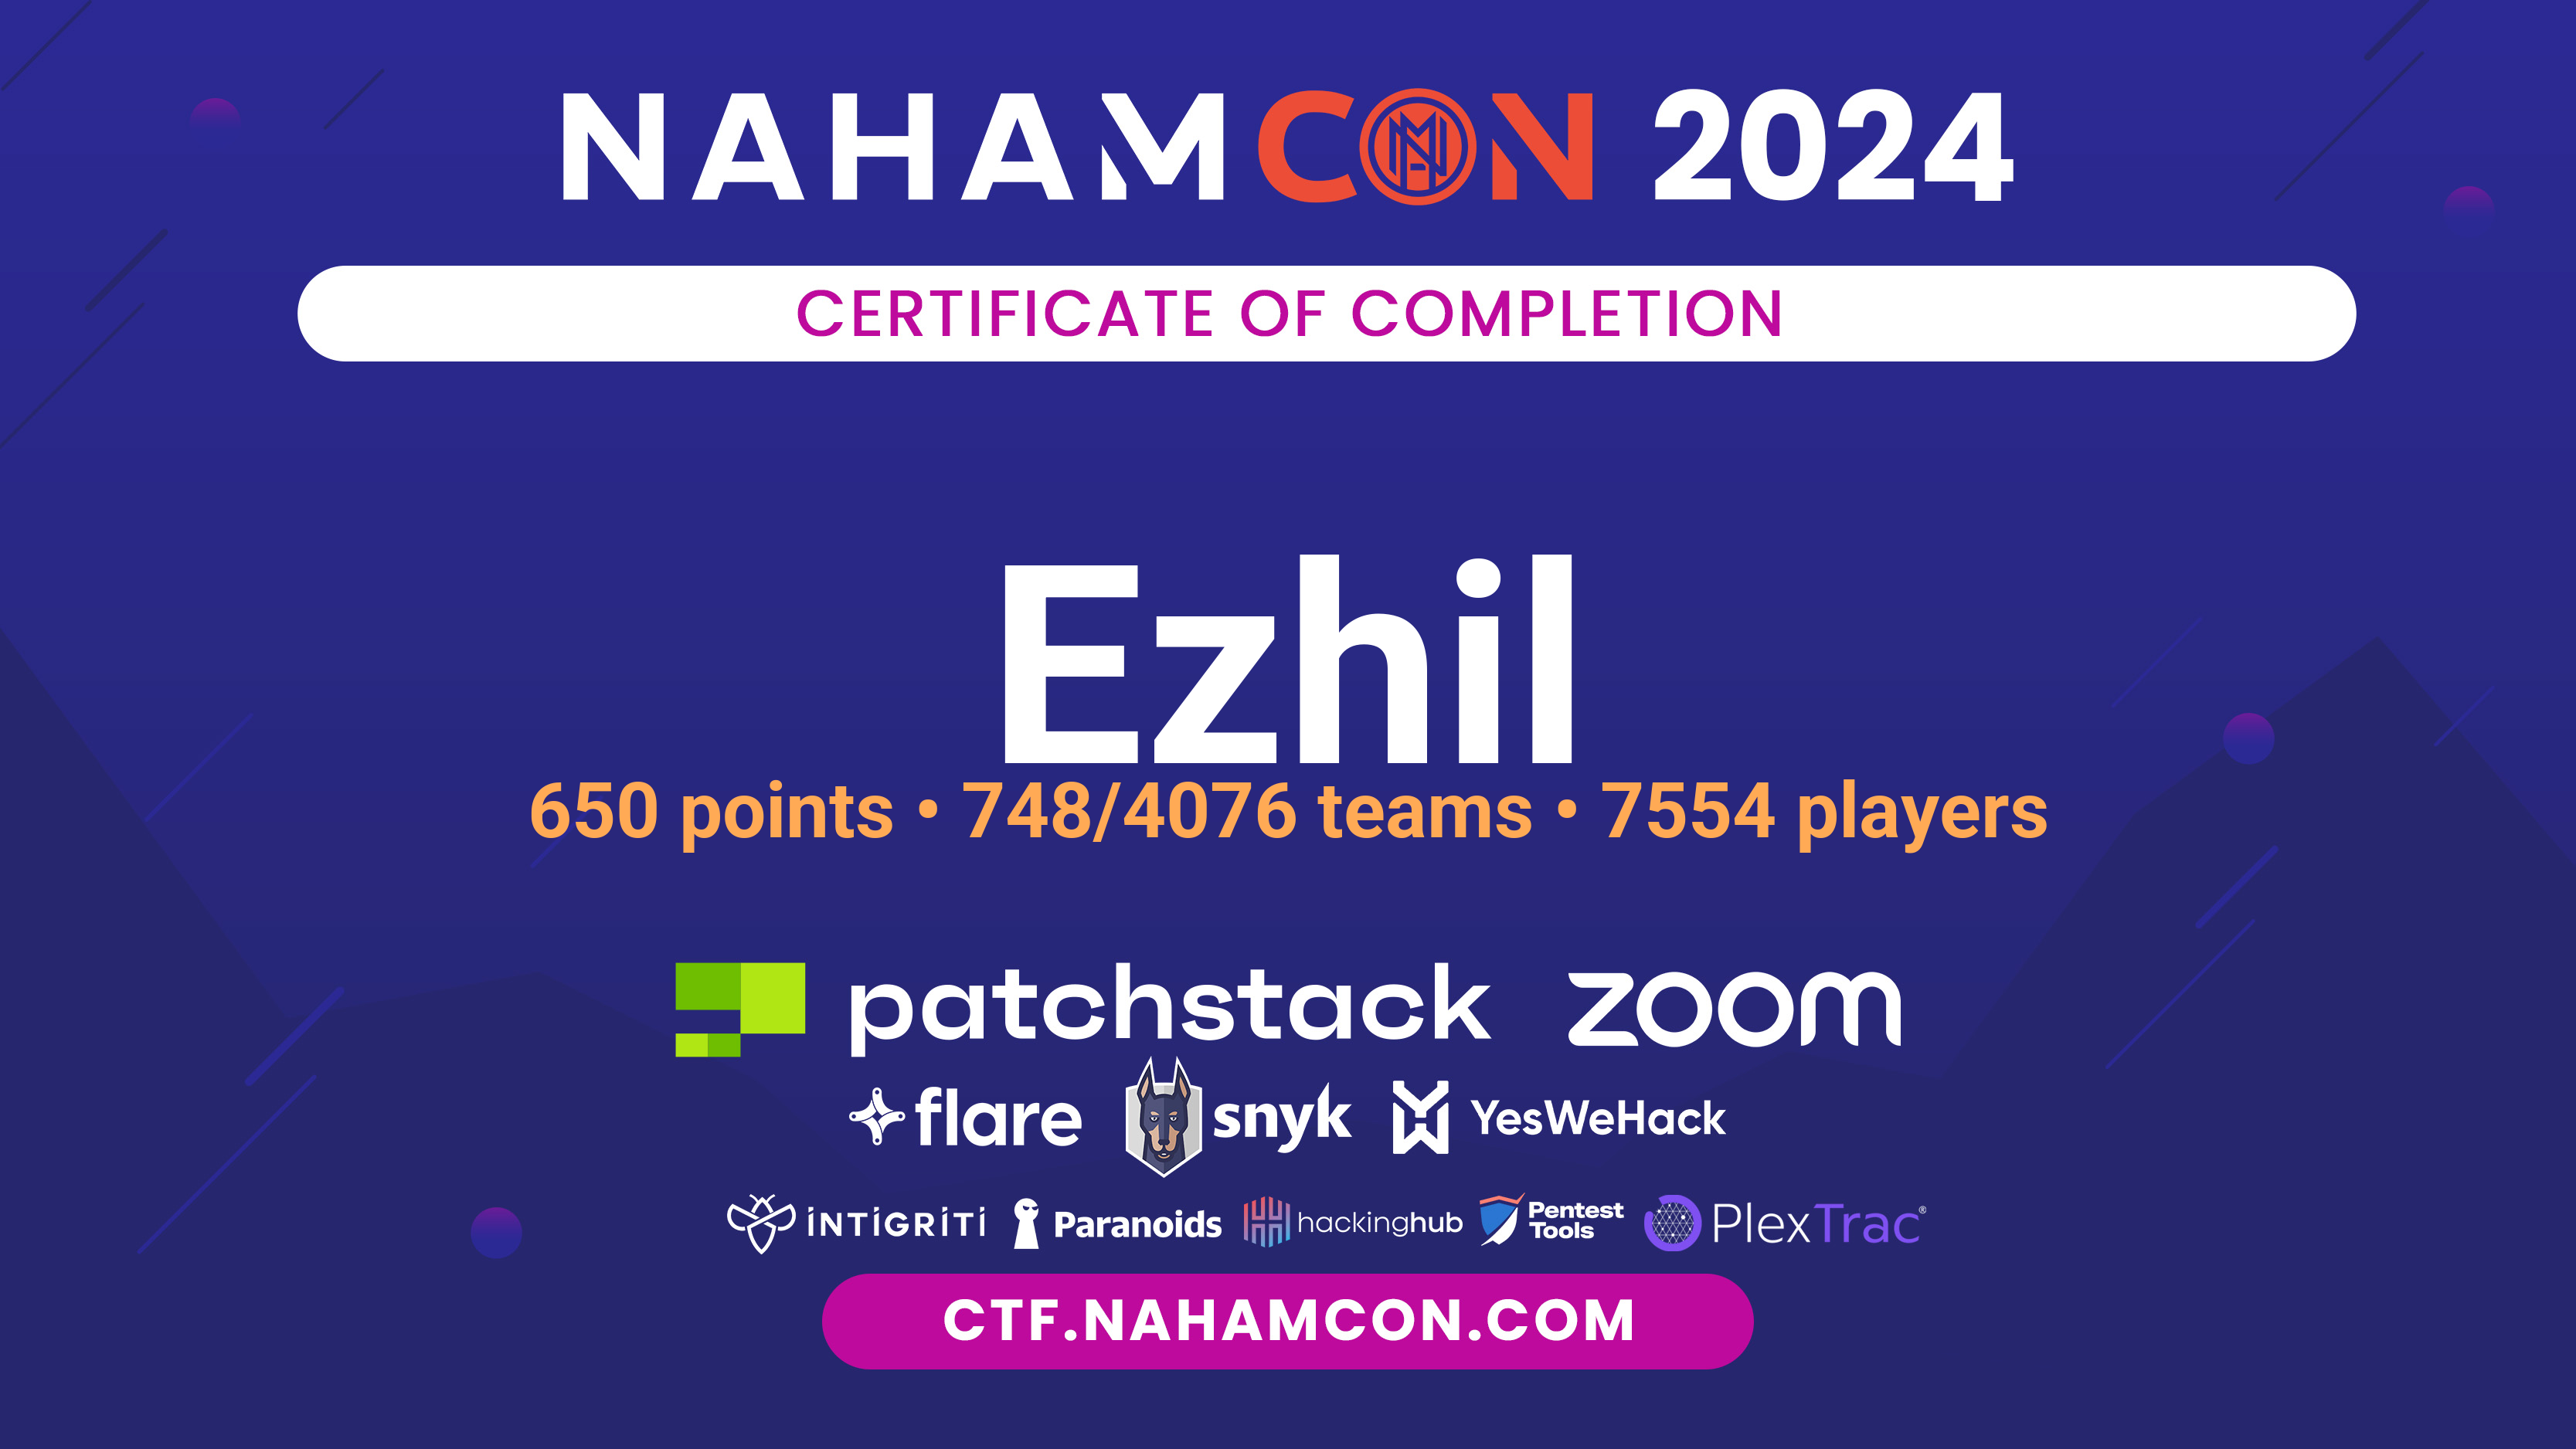 NAHAMCON 2024
CERTIFICATE OF COMPLETION
Ezhil
650 points • 748/4076 teams • 7554 players
patchstack zoom
flare snyk YesWeHack
INTIGRITI Paranoids hackinghub Pentest Tools PlexTrac®
CTF.NAHAMCON.COM